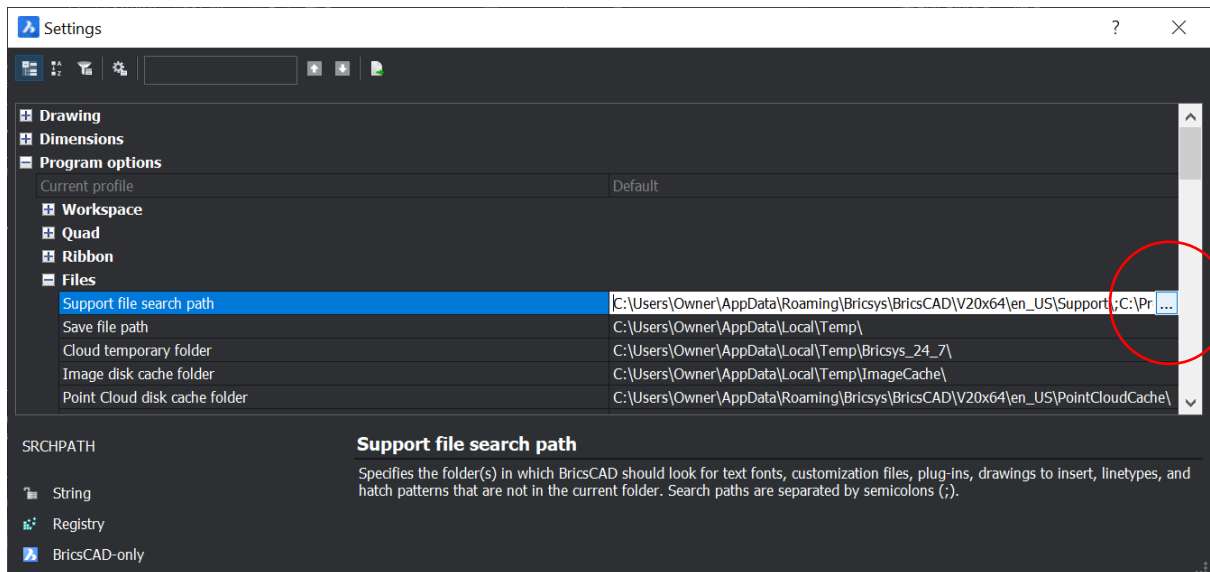 Settings
Drawing
Dimensions
Program options
Current profile Default
Workspace
Quad
Ribbon
Files
Support file search path C:\Users\Owner\AppData\Roaming\Bricsys\BricsCAD\V20x64\en_US\Support\;C:\Pr ...
Save file path C:\Users\Owner\AppData\Local\Temp\
Cloud temporary folder C:\Users\Owner\AppData\Local\Temp\Bricsys_24_7\
Image disk cache folder C:\Users\Owner\AppData\Local\Temp\ImageCache\
Point Cloud disk cache folder C:\Users\Owner\AppData\Roaming\Bricsys\BricsCAD\V20x64\en_US\PointCloudCache\
SRCHPATH
String
Registry
BricsCAD-only
Support file search path
Specifies the folder(s) in which BricsCAD should look for text fonts, customization files, plug-ins, drawings to insert, linetypes, and
hatch patterns that are not in the current folder. Search paths are separated by semicolons (;).